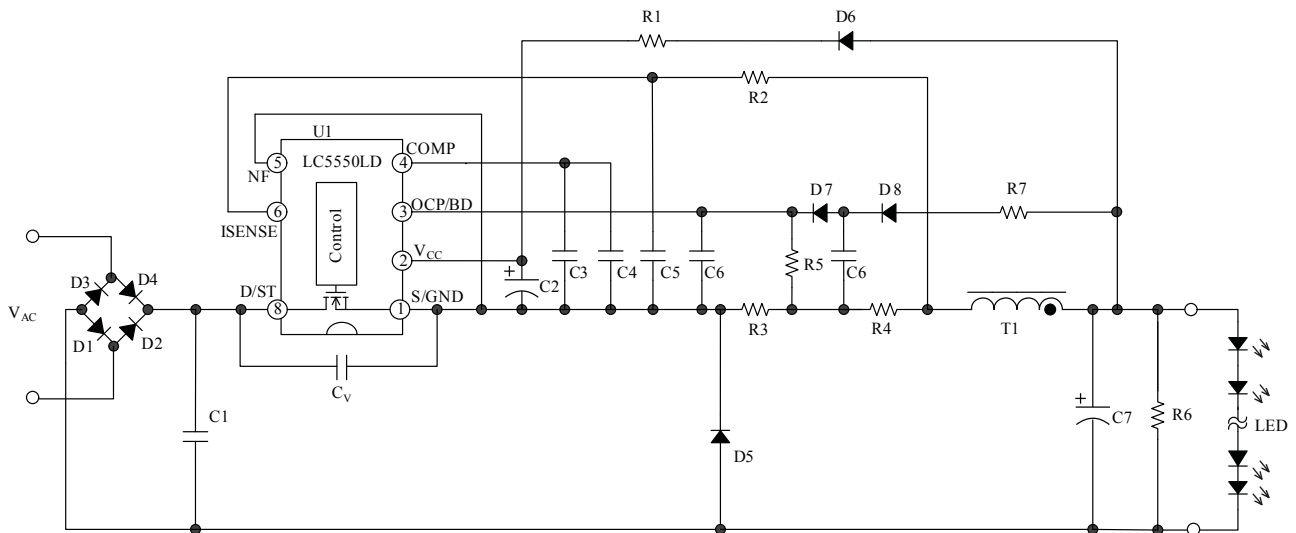 R1
D6
R2
U1
LC5550LD
5
NF
4
COMP
6
ISENSE
3
OCP/BD
Control
2
VCC
D7
D8
R7
C3
C4
C5
C6
R5
C6
C2
+
D3
D4
D1
D2
VAC
D/ST
8
S/GND
1
R3
R4
T1
CV
C1
D5
+
C7
R6
LED